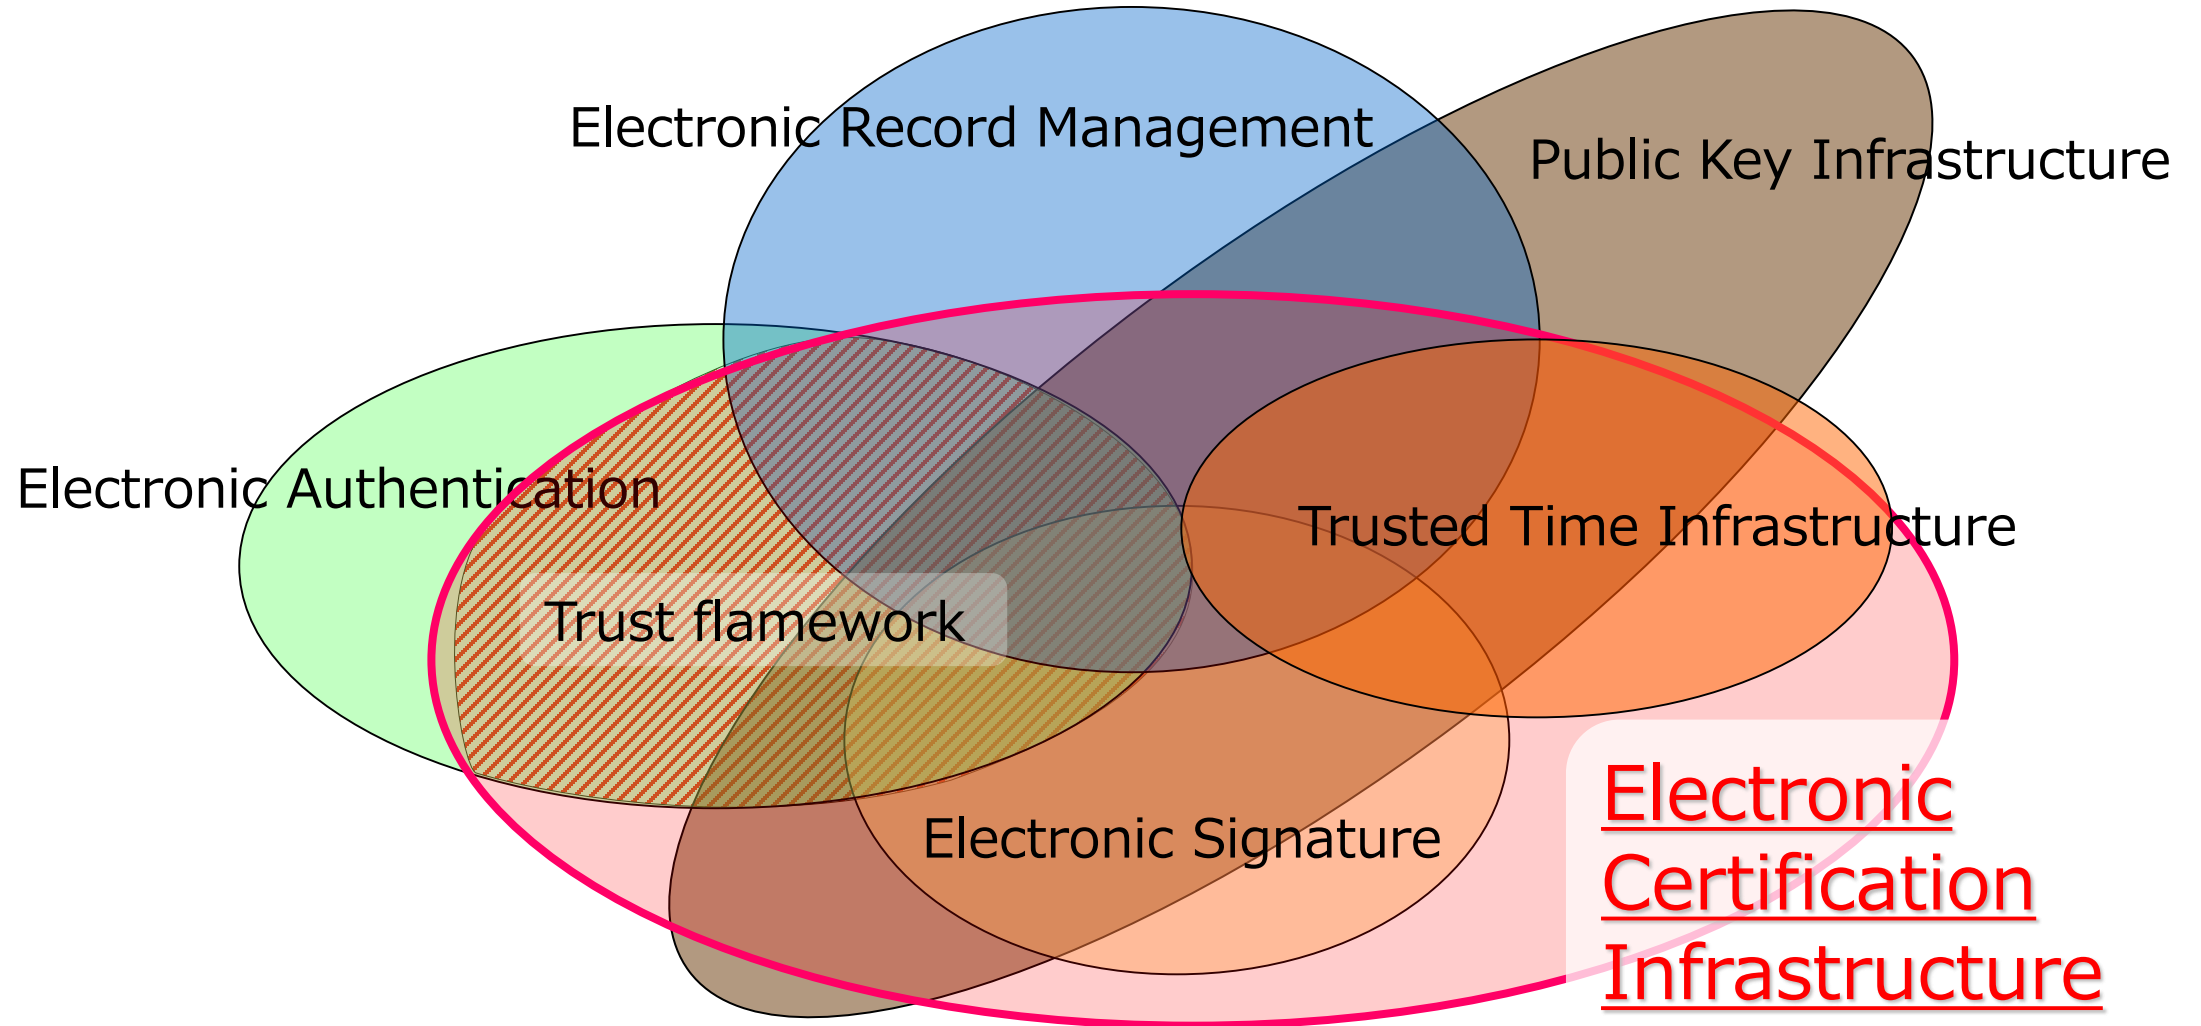 Electronic Record Management
Public Key Infrastructure
Electronic Authentication
Trusted Time Infrastructure
Trust flamework
Electronic Signature
Electronic
Certification
Infrastructure